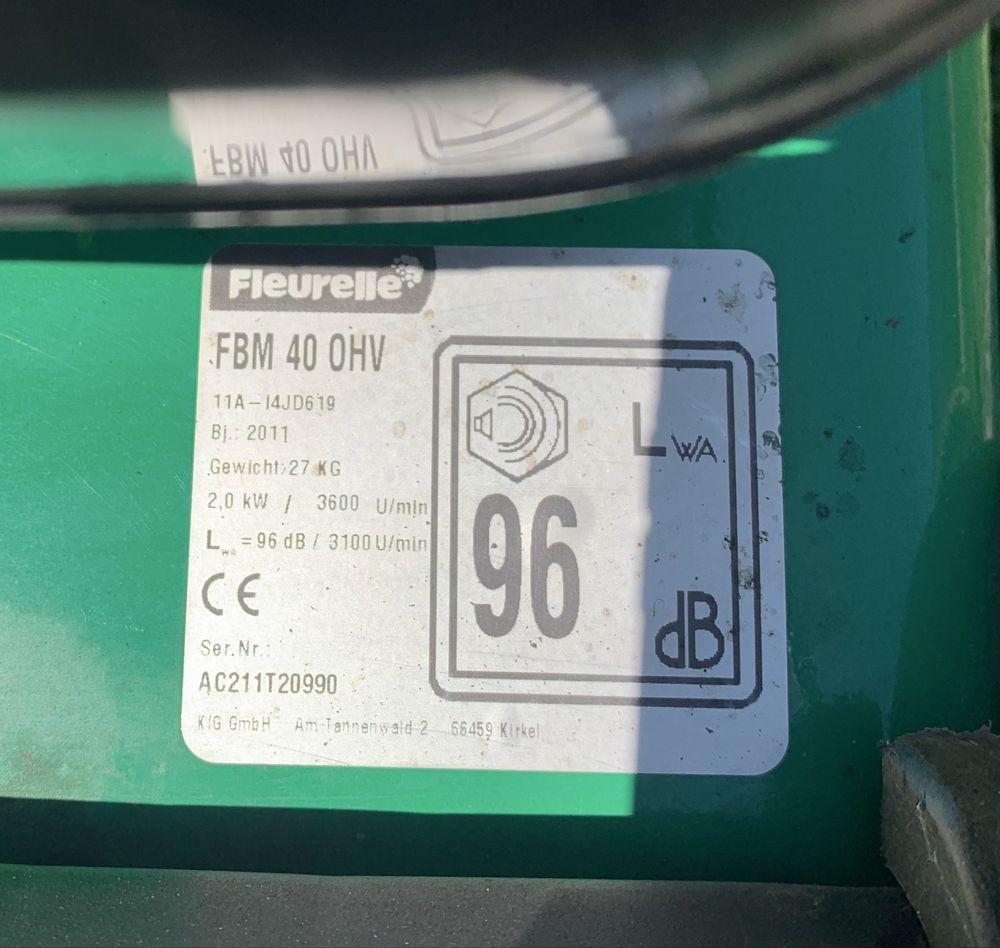 FBM 40 OHV
Fleurelle
FBM 40 OHV
11A-I4JD619
Bj.: 2011
Gewicht: 27 KG
2,0 kW / 3600 U/min
LWA = 96 dB / 3100 U/min
CE
Ser.Nr.:
AC211T20990
GmbH Am Tannenwald 2 66459 Kirkel
LWA
96
dB